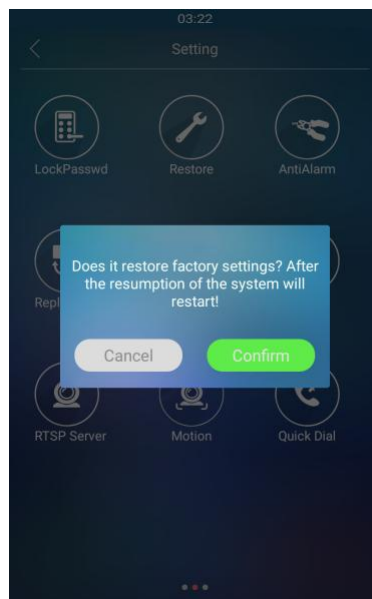 03:22
Setting
LockPasswd
Restore
AntiAlarm
Does it restore factory settings? After
the resumption of the system will
restart!
Repl
Cancel
Confirm
RTSP Server
Motion
Quick Dial